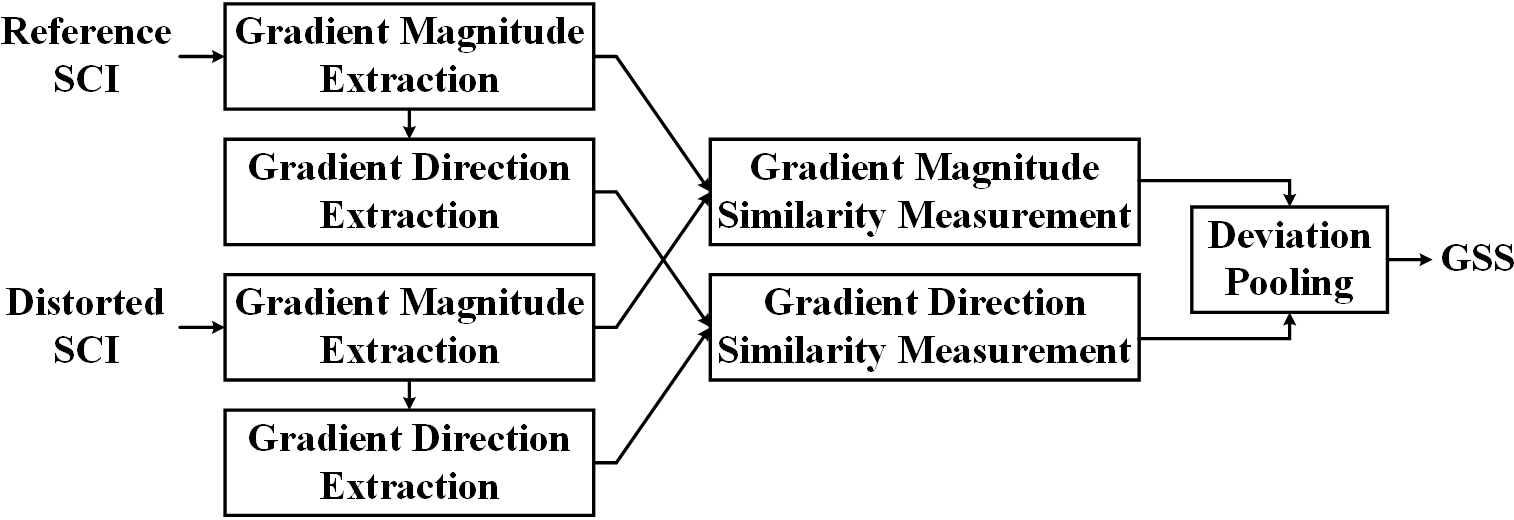 Reference
SCI
Gradient Magnitude
Extraction
Gradient Direction
Extraction
Distorted
SCI
Gradient Magnitude
Extraction
Gradient Direction
Extraction
Gradient Magnitude
Similarity Measurement
Gradient Direction
Similarity Measurement
Deviation
Pooling
GSS